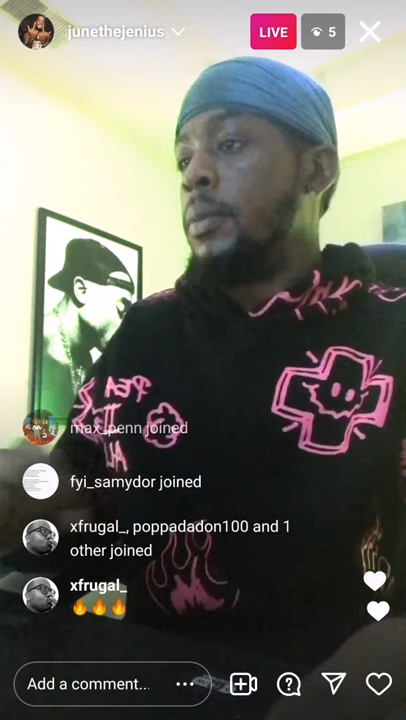 junethejenius
LIVE
5
max_penn joined
fyi_samydor joined
xfrugal_, poppadadon100 and 1
other joined
xfrugal_
🔥🔥🔥
Add a comment...